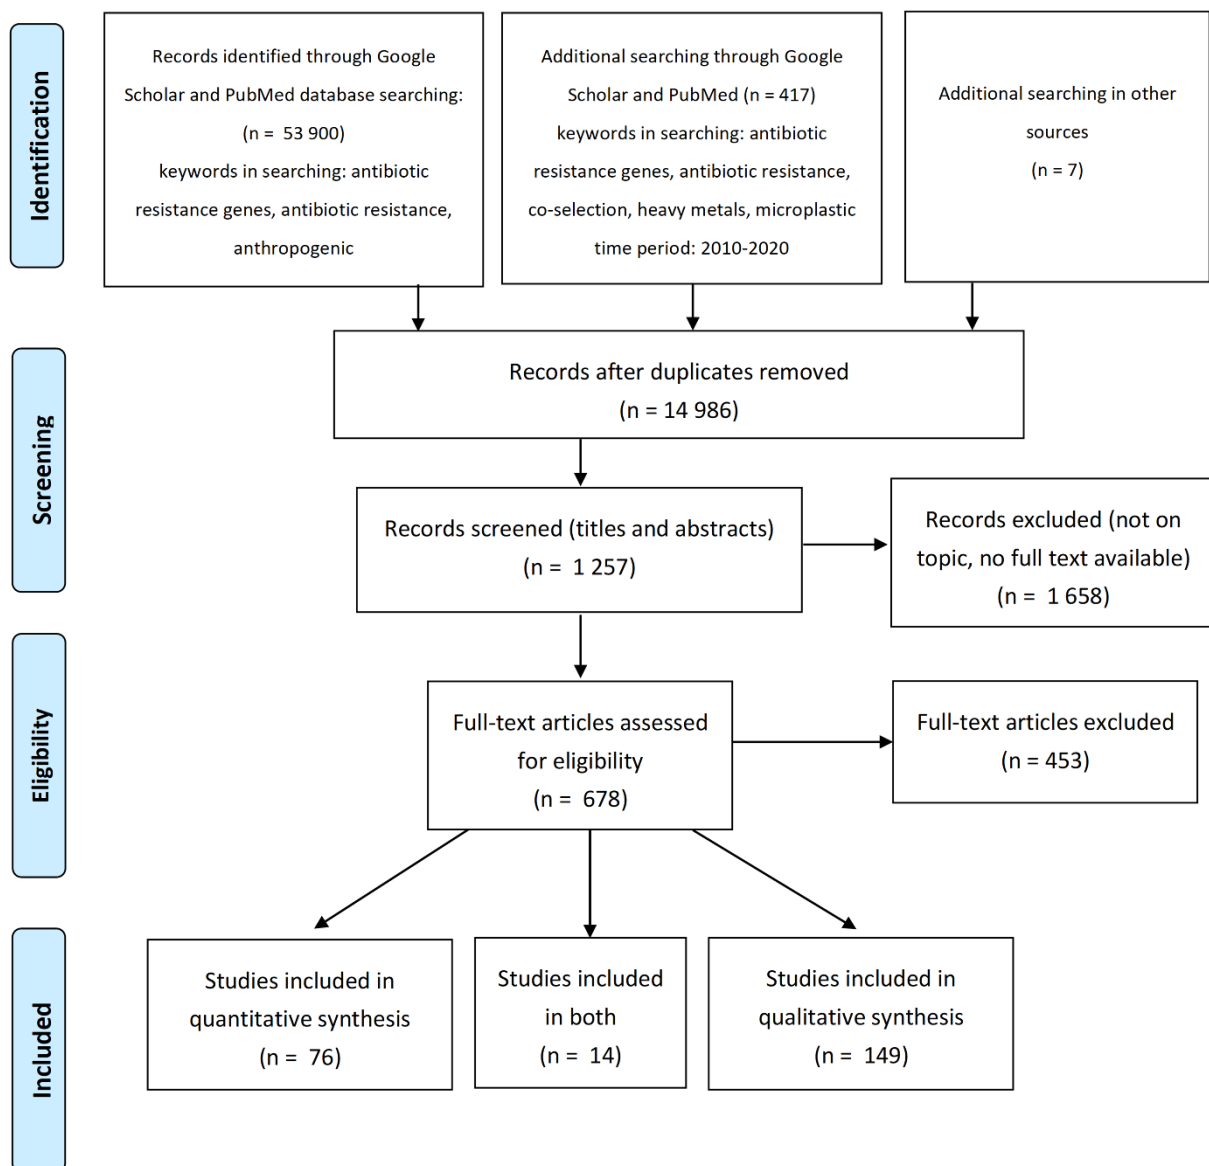 Identification
Records identified through Google
Scholar and PubMed database searching:
(n =  53 900)
keywords in searching: antibiotic
resistance genes, antibiotic resistance,
anthropogenic
Additional searching through Google
Scholar and PubMed (n = 417)
keywords in searching: antibiotic
resistance genes, antibiotic resistance,
co-selection, heavy metals, microplastic
time period: 2010-2020
Additional searching in other
sources
(n = 7)
Screening
Records after duplicates removed
(n = 14 986)
Records screened (titles and abstracts)
(n =  1 257)
Records excluded (not on
topic, no full text available)
(n =  1 658)
Eligibility
Full-text articles assessed
for eligibility
(n =  678)
Full-text articles excluded
(n = 453)
Included
Studies included in
quantitative synthesis
(n =  76)
Studies included
in both
(n =  14)
Studies included in
qualitative synthesis
(n =  149)